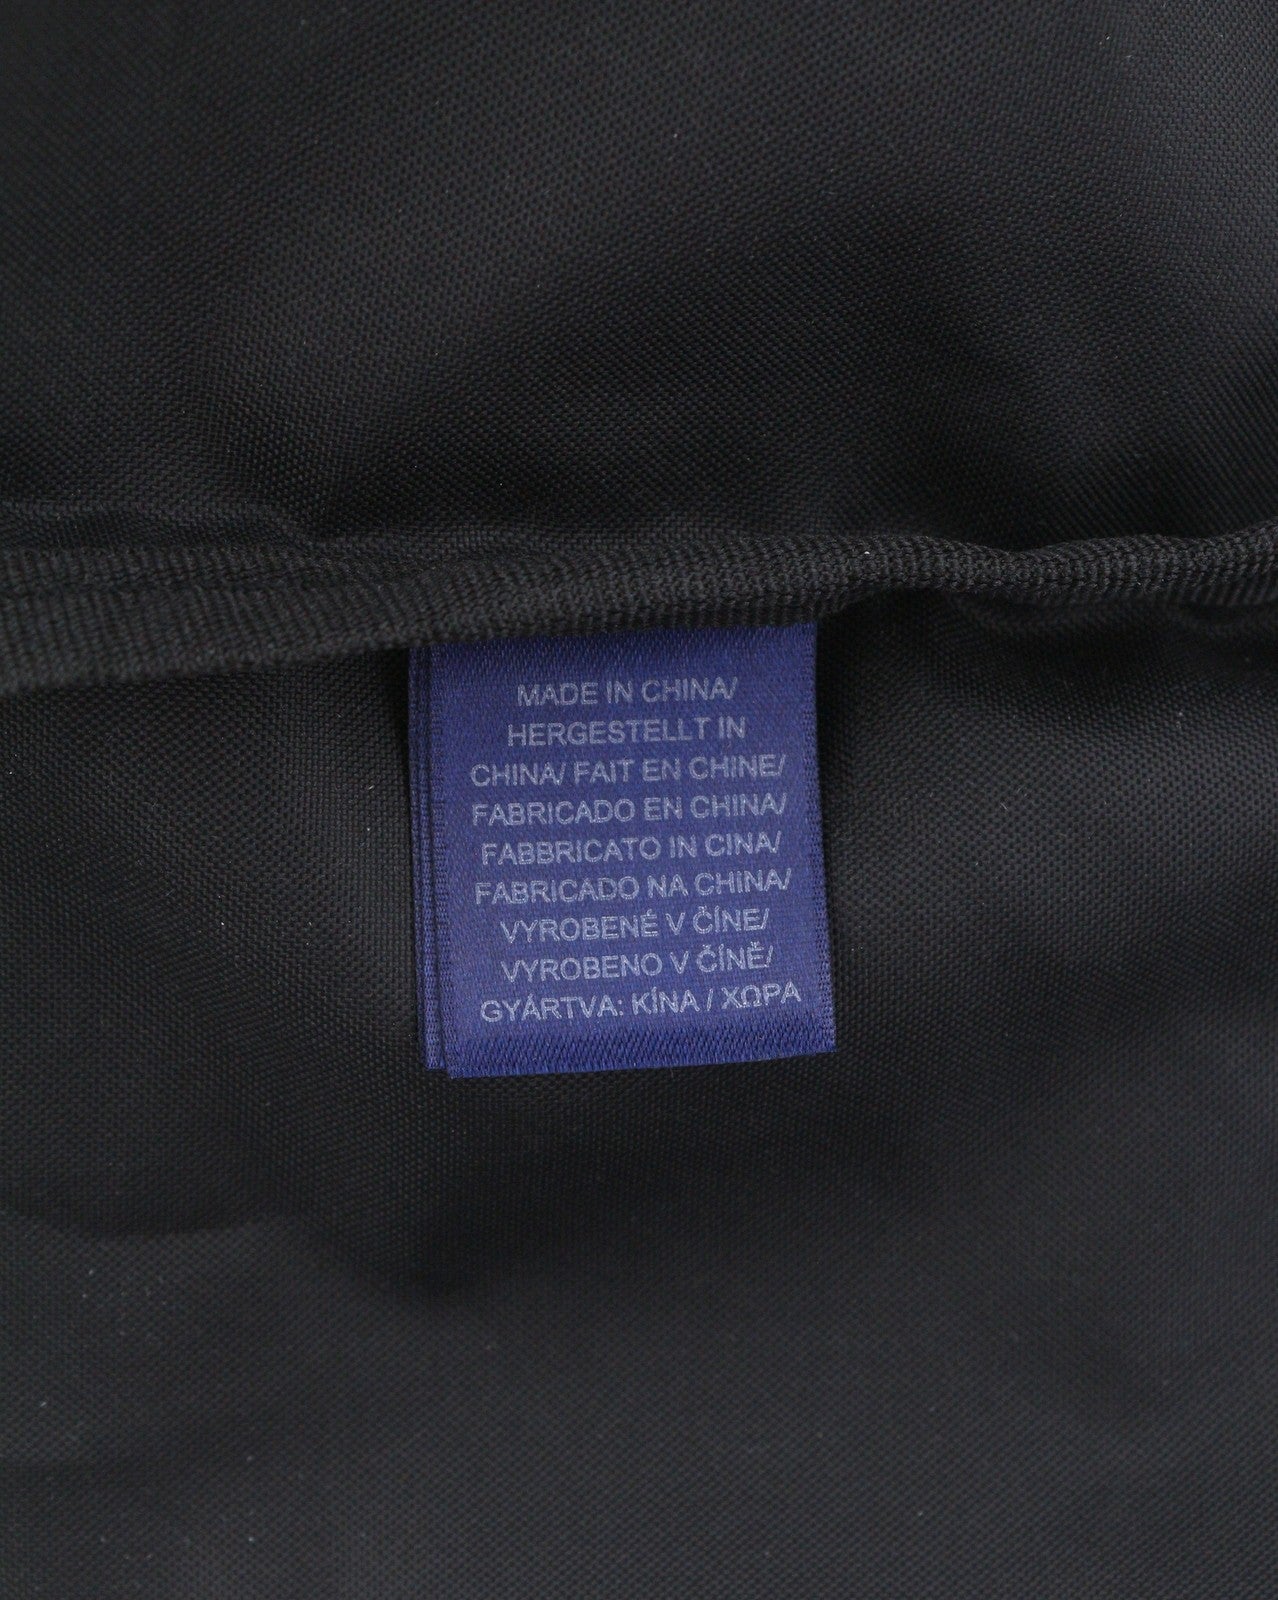 MADE IN CHINA/
HERGESTELLT IN
CHINA/ FAIT EN CHINE/
FABRICADO EN CHINA/
FABBRICATO IN CINA/
FABRICADO NA CHINA/
VYROBENÉ V ČÍNE/
VYROBENO V ČÍNĚ/
GYÁRTVA: KÍNA / ΧΩΡΑ